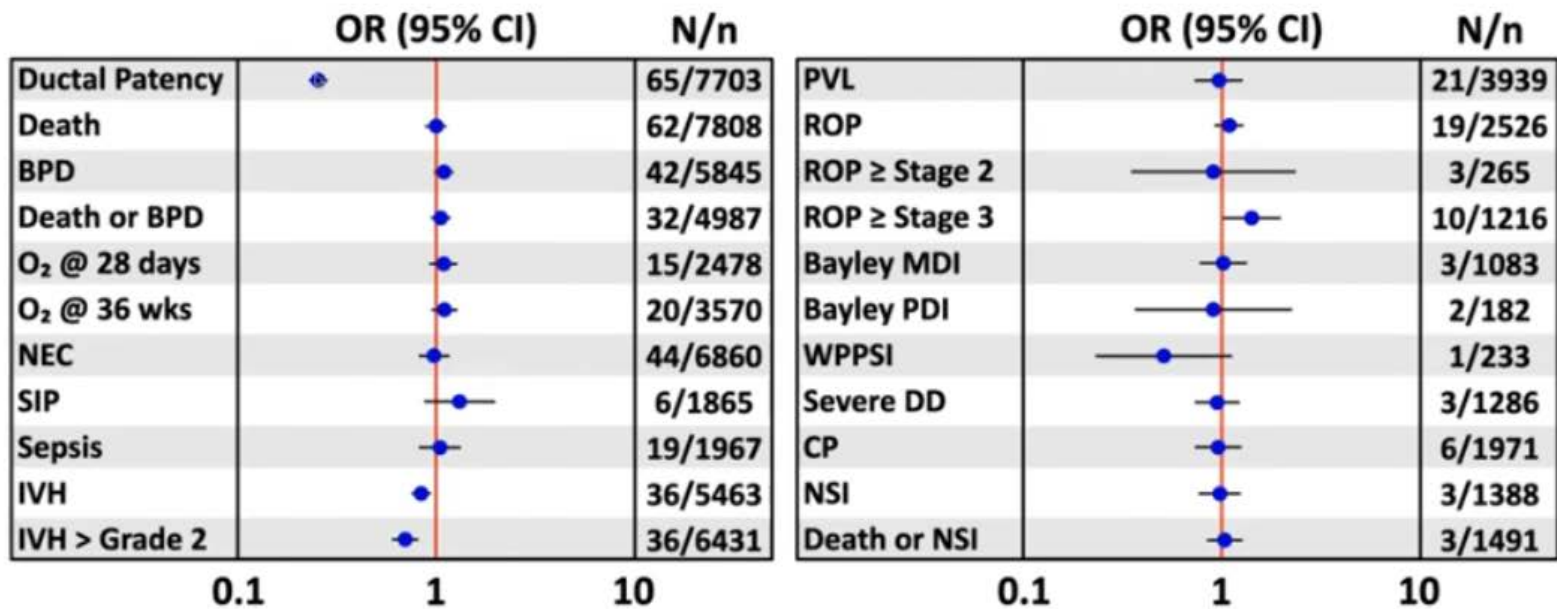 OR (95% CI) N/n
Ductal Patency 65/7703
Death 62/7808
BPD 42/5845
Death or BPD 32/4987
O₂ @ 28 days 15/2478
O₂ @ 36 wks 20/3570
NEC 44/6860
SIP 6/1865
Sepsis 19/1967
IVH 36/5463
IVH > Grade 2 36/6431
0.1 1 10
OR (95% CI) N/n
PVL 21/3939
ROP 19/2526
ROP ≥ Stage 2 3/265
ROP ≥ Stage 3 10/1216
Bayley MDI 3/1083
Bayley PDI 2/182
WPPSI 1/233
Severe DD 3/1286
CP 6/1971
NSI 3/1388
Death or NSI 3/1491
0.1 1 10